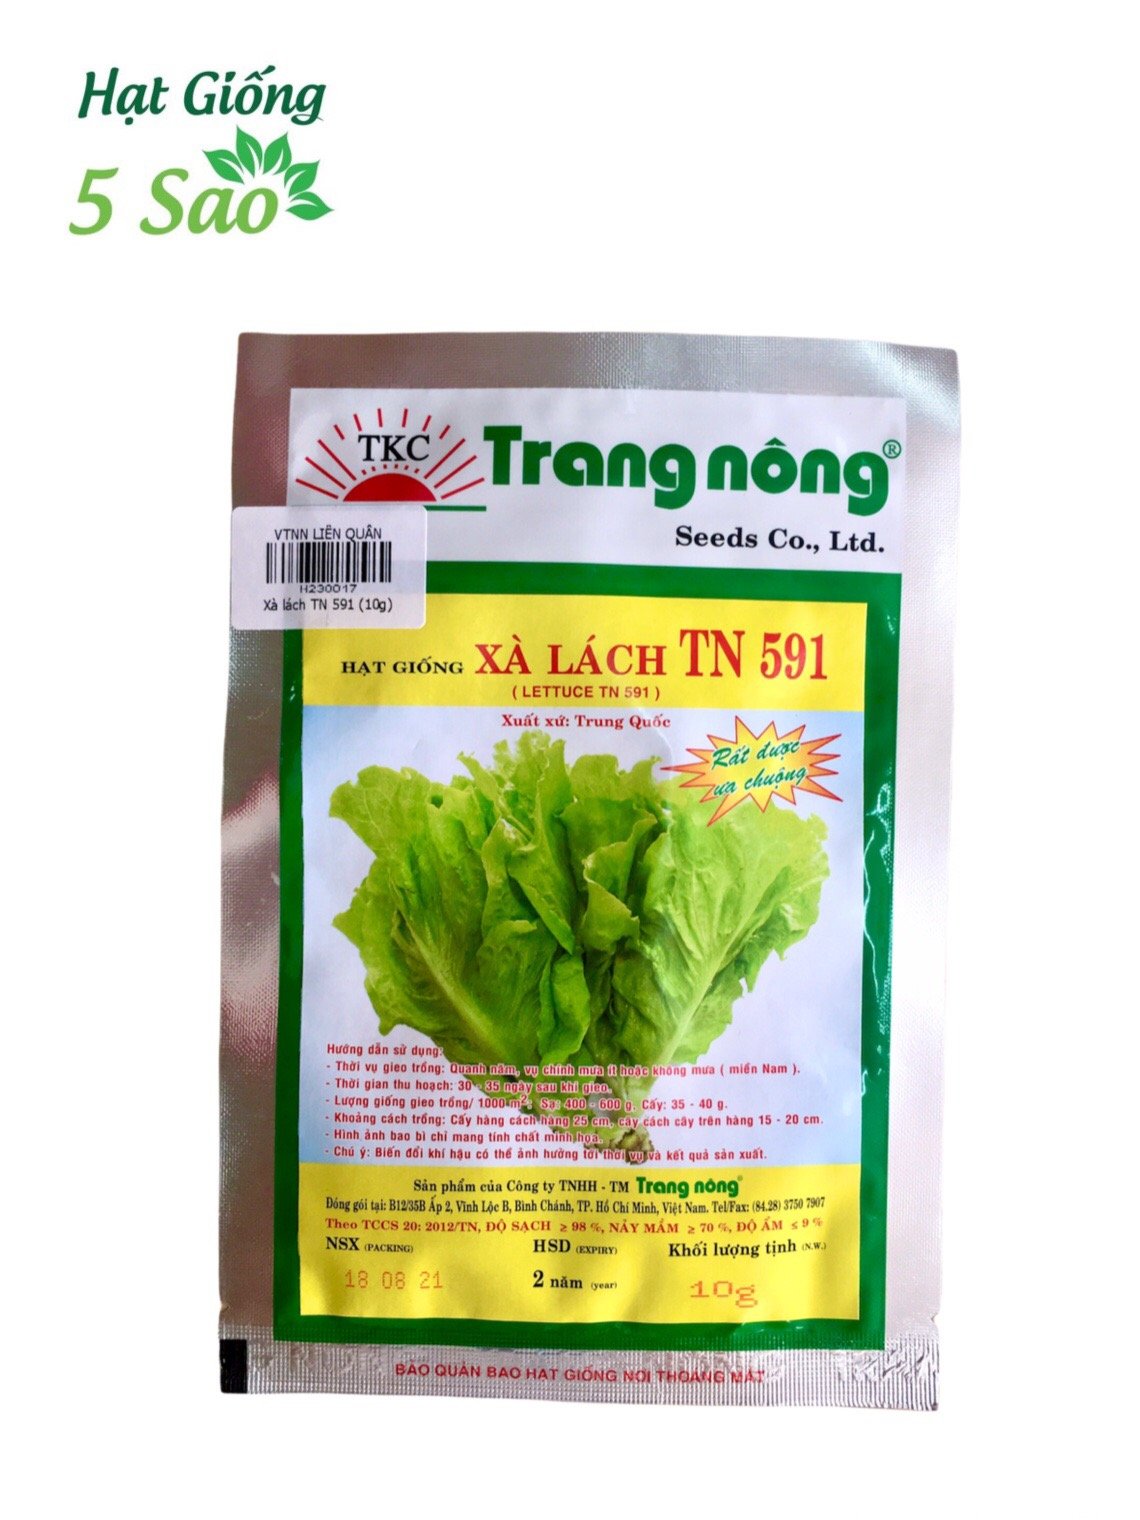 Hạt Giống
5 Sao
TKC
Trang nông®
Seeds Co., Ltd.
VTNN LIÊN QUÂN
H230017
Xà lách TN 591 (10g)
HẠT GIỐNG XÀ LÁCH TN 591
( LETTUCE TN 591 )
Xuất xứ: Trung Quốc
Rất được
ưa chuộng
Hướng dẫn sử dụng:
- Thời vụ gieo trồng: Quanh năm, vụ chính mưa ít hoặc không mưa ( miền Nam ).
- Thời gian thu hoạch: 30 - 35 ngày sau khi gieo.
- Lượng giống gieo trồng/ 1000 m²: Sạ: 400 - 600 g. Cấy: 35 - 40 g.
- Khoảng cách trồng: Cấy hàng cách hàng 25 cm, cây cách cây trên hàng 15 - 20 cm.
- Hình ảnh bao bì chỉ mang tính chất minh họa.
- Chú ý: Biến đổi khí hậu có thể ảnh hưởng tới thời vụ và kết quả sản xuất.
Sản phẩm của Công ty TNHH - TM Trang nông®
Đóng gói tại: B12/35B Ấp 2, Vĩnh Lộc B, Bình Chánh, TP. Hồ Chí Minh, Việt Nam. Tel/Fax: (84.28) 3750 7907
Theo TCCS 20: 2012/TN, ĐỘ SẠCH ≥ 98 %, NẢY MẦM ≥ 70 %, ĐỘ ẨM ≤ 9 %
NSX (PACKING) HSD (EXPIRY) Khối lượng tịnh (N.W.)
18 08 21 2 năm (year) 10g
BẢO QUẢN BAO HẠT GIỐNG NƠI THOÁNG MÁT